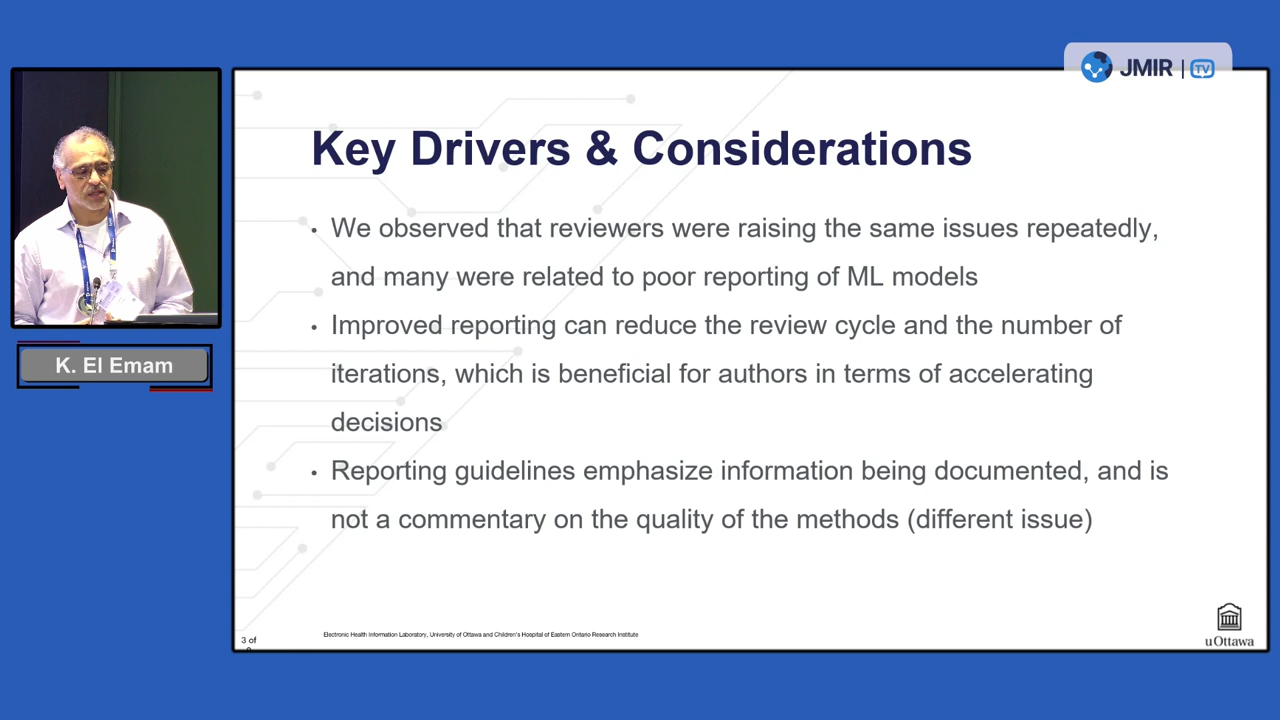 JMIR | TV
Key Drivers & Considerations
• We observed that reviewers were raising the same issues repeatedly,
and many were related to poor reporting of ML models
• Improved reporting can reduce the review cycle and the number of
iterations, which is beneficial for authors in terms of accelerating
decisions
• Reporting guidelines emphasize information being documented, and is
not a commentary on the quality of the methods (different issue)
K. El Emam
3 of
Electronic Health Information Laboratory, University of Ottawa and Children's Hospital of Eastern Ontario Research Institute
uOttawa